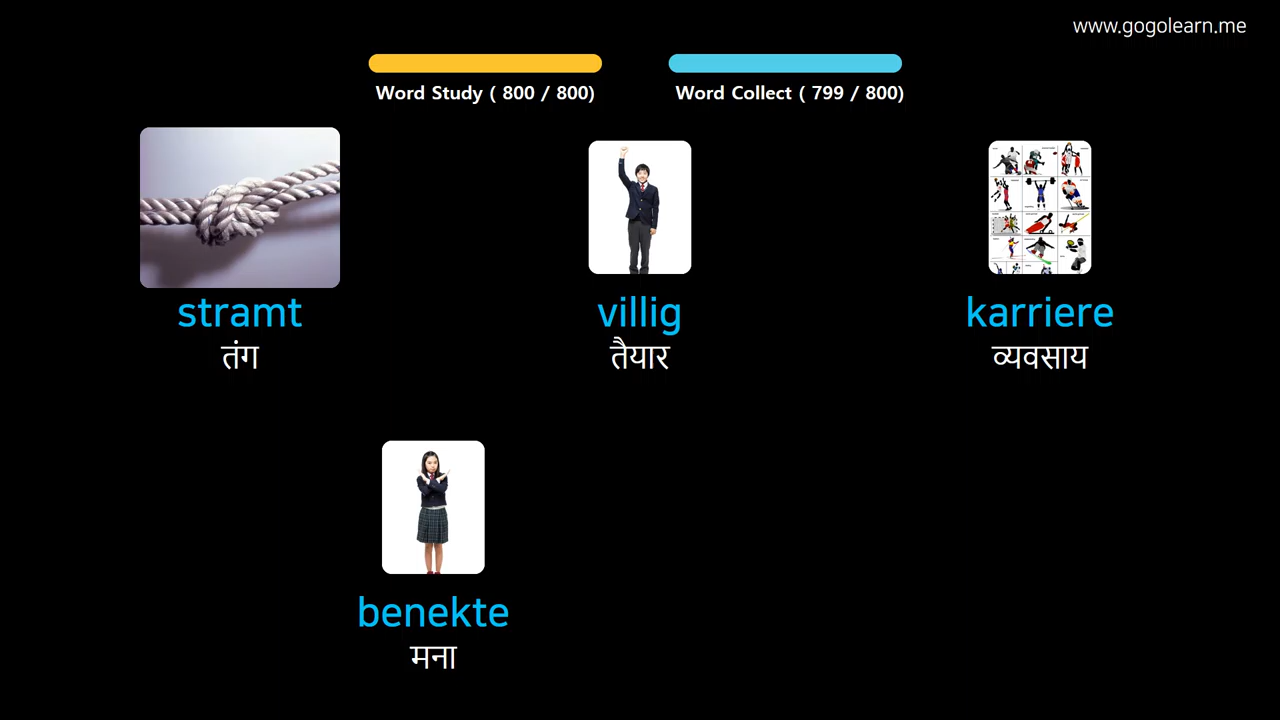 www.gogolearn.me
Word Study ( 800 / 800)
Word Collect ( 799 / 800)
stramt
तंग
villig
तैयार
karriere
व्यवसाय
benekte
मना